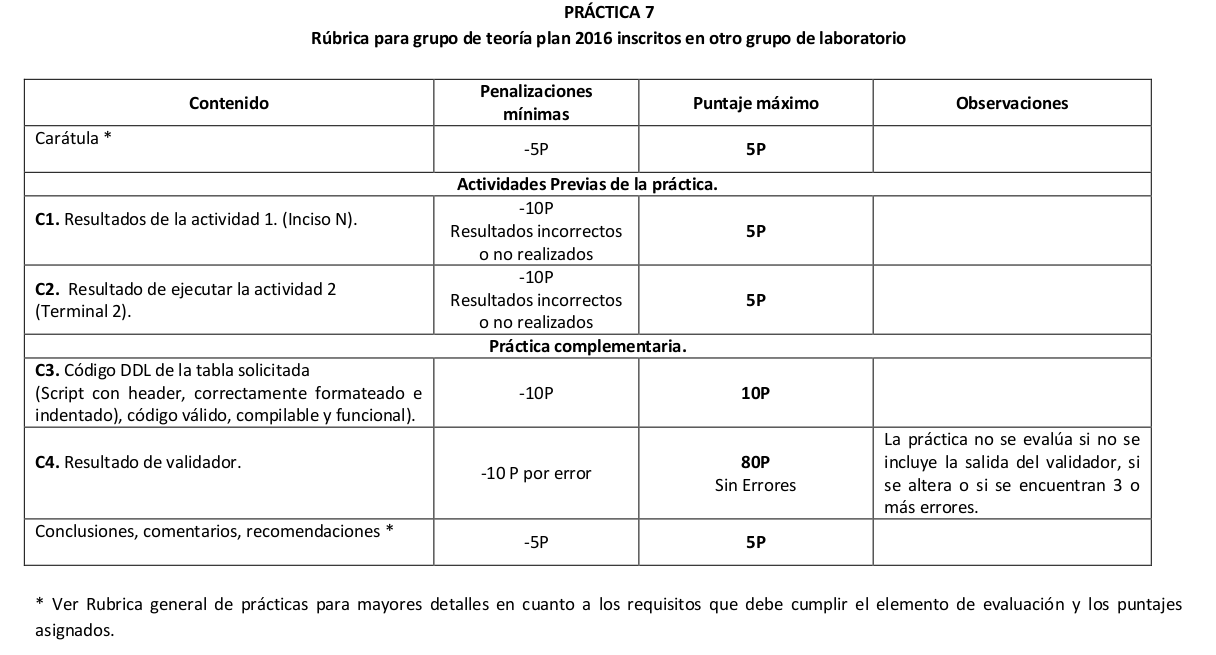 PRÁCTICA 7
Rúbrica para grupo de teoría plan 2016 inscritos en otro grupo de laboratorio
Contenido
Penalizaciones
mínimas
Puntaje máximo
Observaciones
Carátula *
-5P
5P
Actividades Previas de la práctica.
C1. Resultados de la actividad 1. (Inciso N).
-10P
Resultados incorrectos
o no realizados
5P
C2. Resultado de ejecutar la actividad 2
(Terminal 2).
-10P
Resultados incorrectos
o no realizados
5P
Práctica complementaria.
C3. Código DDL de la tabla solicitada
(Script con header, correctamente formateado e
indentado), código válido, compilable y funcional).
-10P
10P
C4. Resultado de validador.
-10 P por error
80P
Sin Errores
La práctica no se evalúa si no se
incluye la salida del validador, si
se altera o si se encuentran 3 o
más errores.
Conclusiones, comentarios, recomendaciones *
-5P
5P
* Ver Rubrica general de prácticas para mayores detalles en cuanto a los requisitos que debe cumplir el elemento de evaluación y los puntajes
asignados.